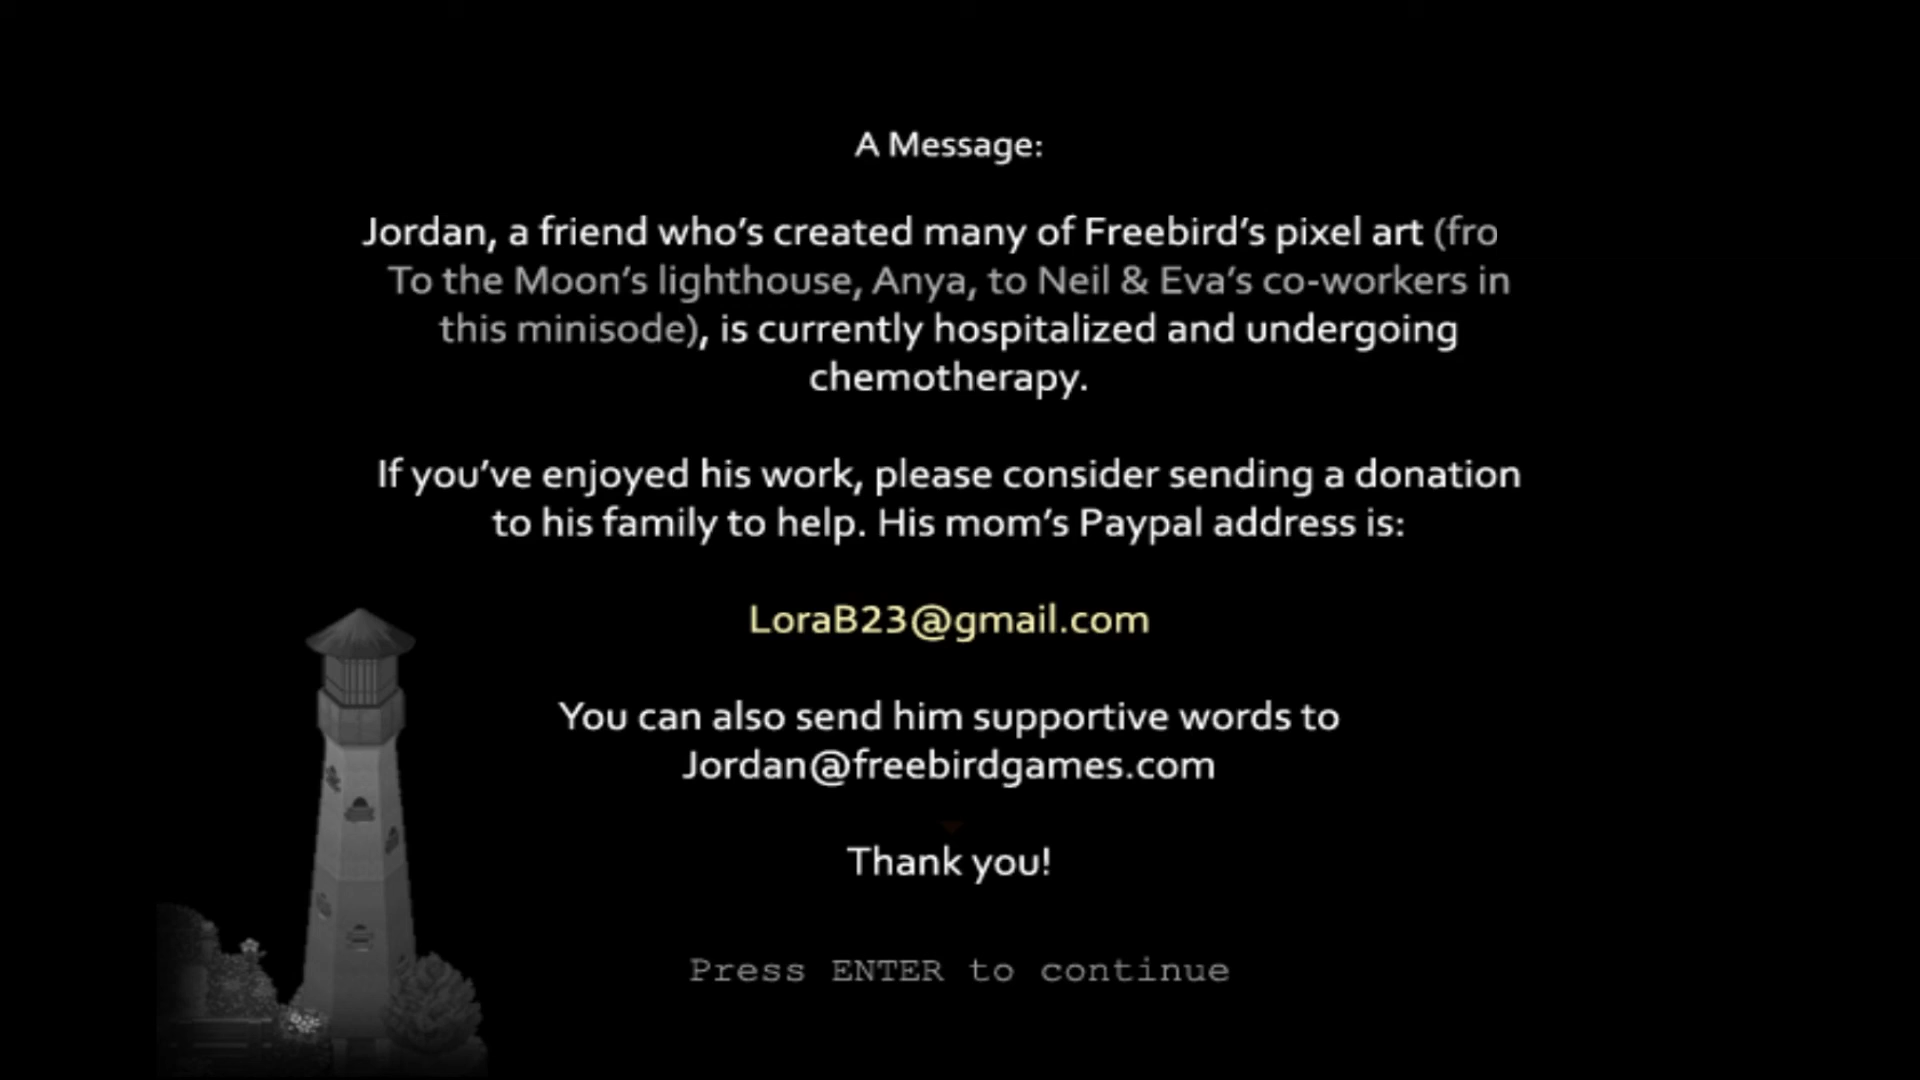 A Message:
Jordan, a friend who's created many of Freebird's pixel art (fro
To the Moon's lighthouse, Anya, to Neil & Eva's co-workers in
this minisode), is currently hospitalized and undergoing
chemotherapy.
If you've enjoyed his work, please consider sending a donation
to his family to help. His mom's Paypal address is:
LoraB23@gmail.com
You can also send him supportive words to
Jordan@freebirdgames.com
Thank you!
Press ENTER to continue